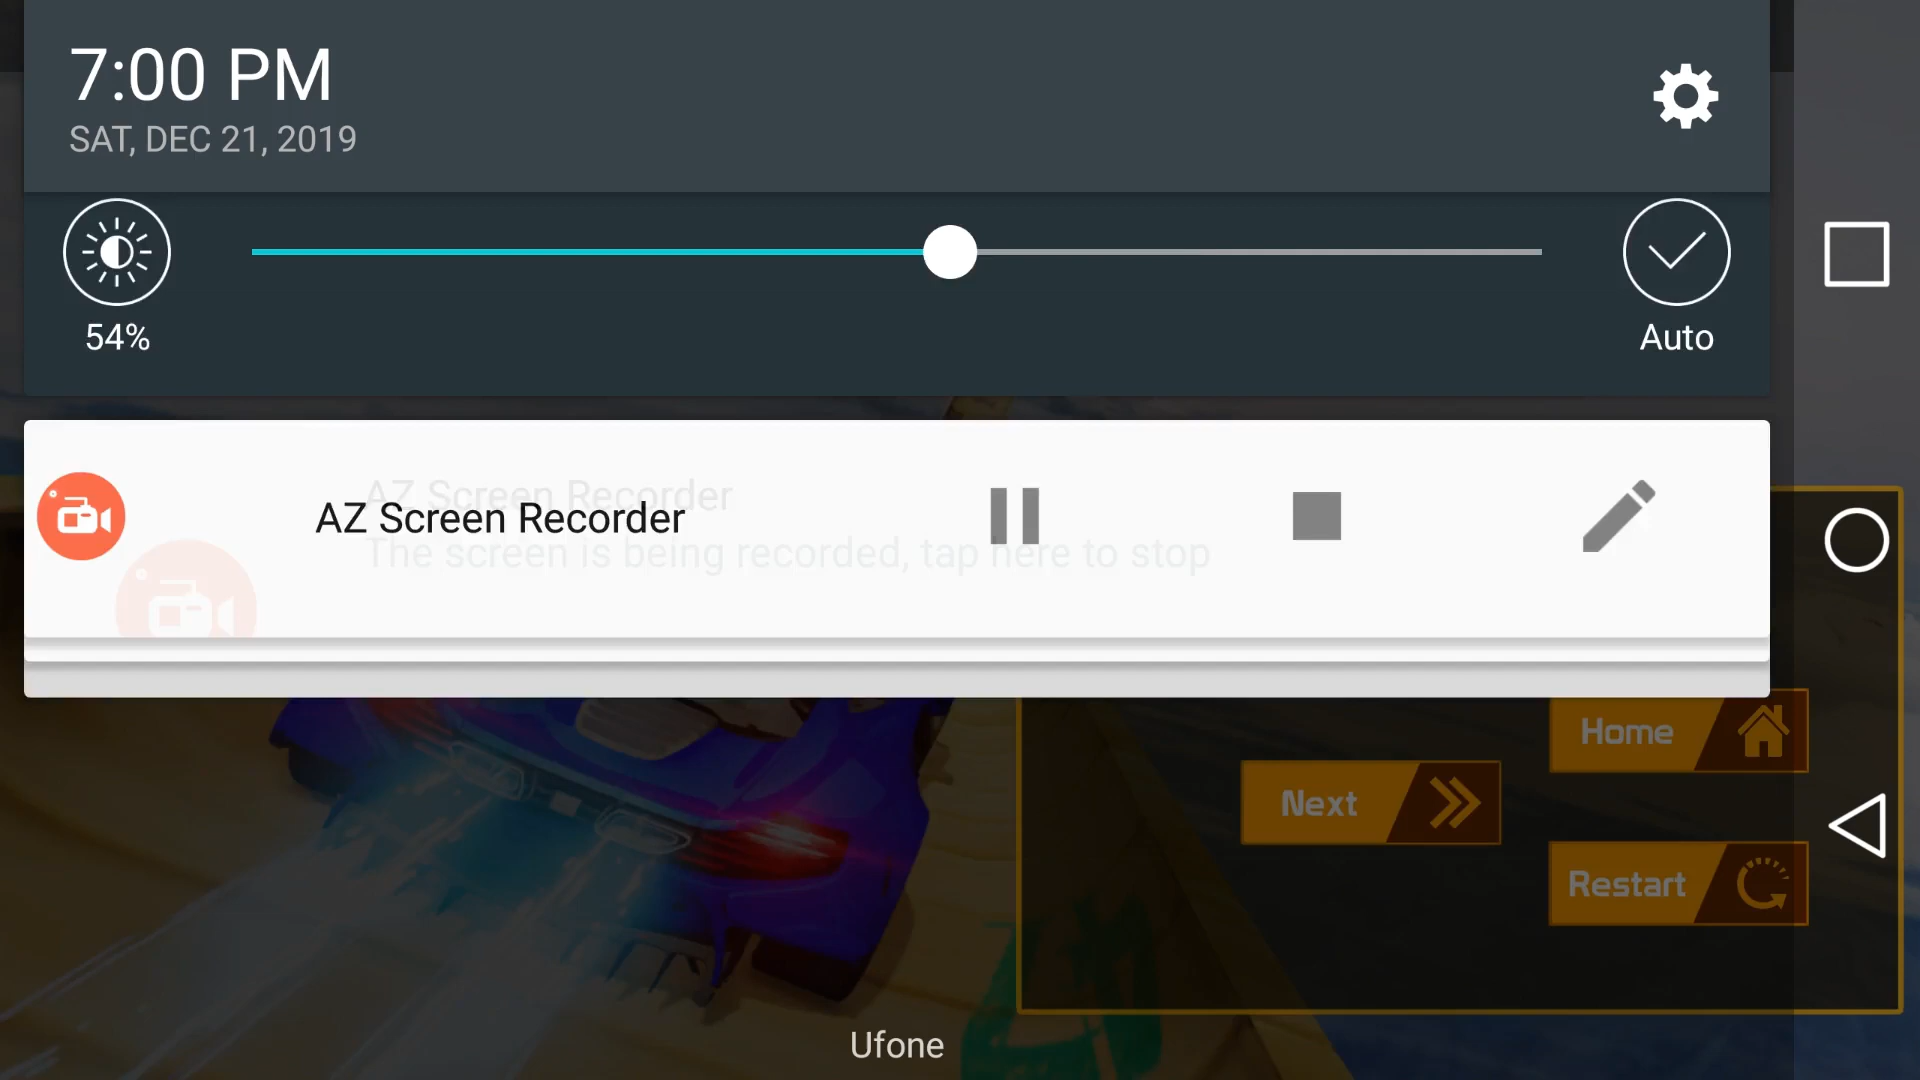 7:00 PM
SAT, DEC 21, 2019
54%
Auto
AZ Screen Recorder
AZ Screen Recorder
The screen is being recorded, tap here to stop
Home
Next
Restart
Ufone